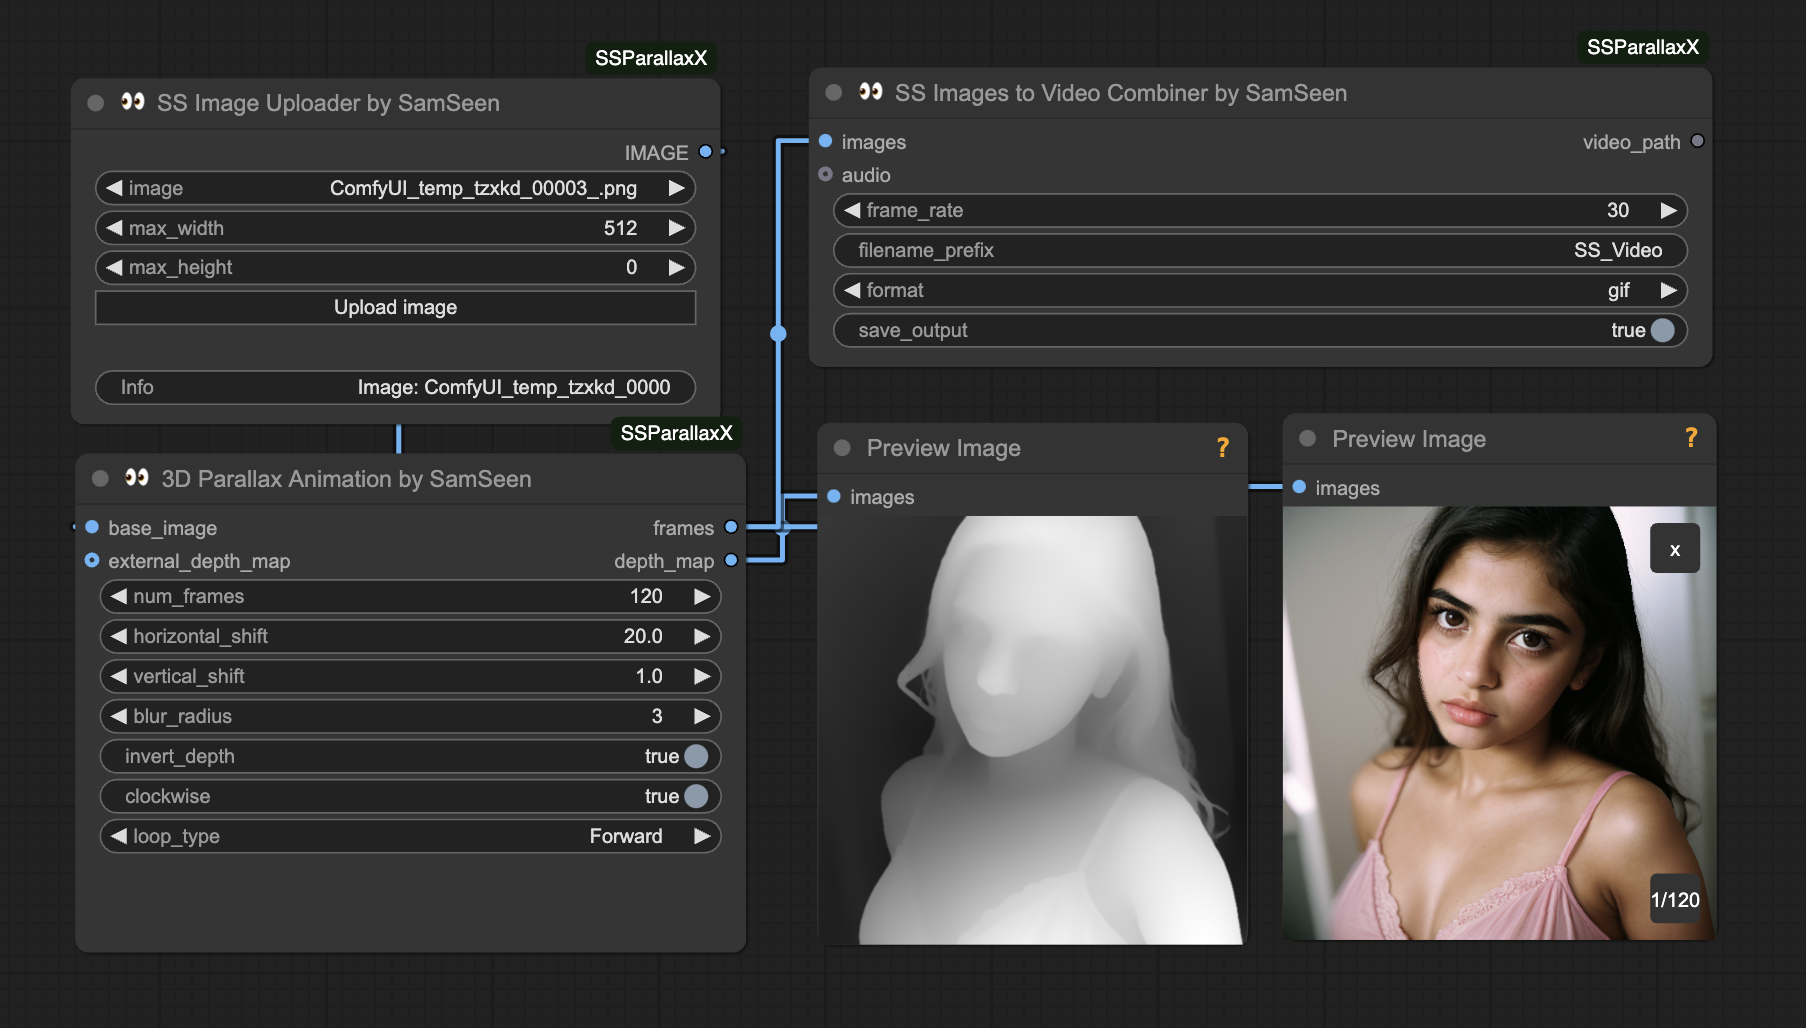 SSParallaxX
SS Image Uploader by SamSeen
IMAGE
image ComfyUI_temp_tzxkd_00003_.png
max_width 512
max_height 0
Upload image
Info Image: ComfyUI_temp_tzxkd_0000
SSParallaxX
3D Parallax Animation by SamSeen
base_image frames
external_depth_map depth_map
num_frames 120
horizontal_shift 20.0
vertical_shift 1.0
blur_radius 3
invert_depth true
clockwise true
loop_type Forward
SSParallaxX
SS Images to Video Combiner by SamSeen
images video_path
audio
frame_rate 30
filename_prefix SS_Video
format gif
save_output true
Preview Image ?
images
Preview Image ?
images
x
1/120